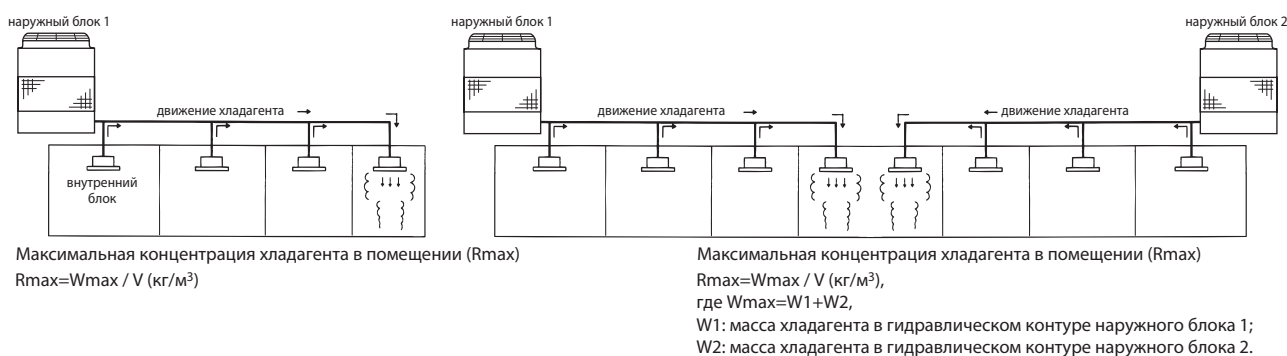 наружный блок 1
движение хладагента
внутренний
блок
Максимальная концентрация хладагента в помещении (Rmax)
Rmax=Wmax / V (кг/м³)
наружный блок 1
наружный блок 2
движение хладагента
движение хладагента
Максимальная концентрация хладагента в помещении (Rmax)
Rmax=Wmax / V (кг/м³),
где Wmax=W1+W2,
W1: масса хладагента в гидравлическом контуре наружного блока 1;
W2: масса хладагента в гидравлическом контуре наружного блока 2.